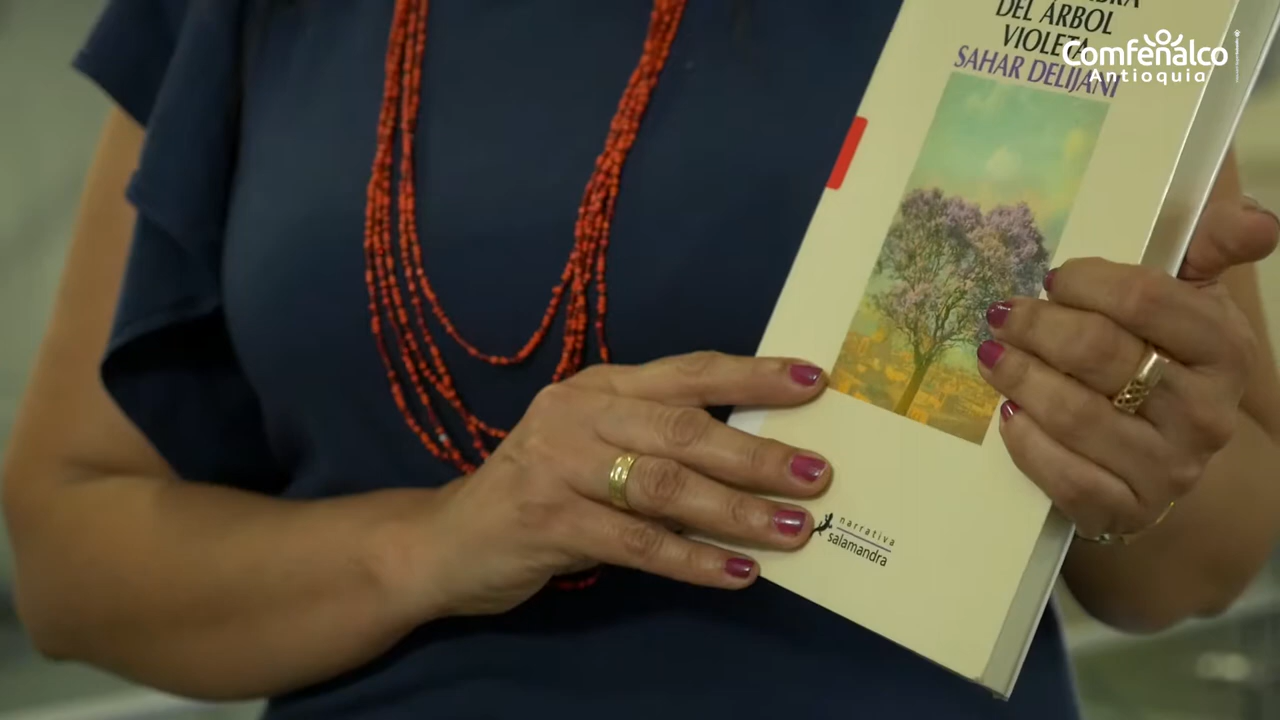 DEL ÁRBOL
VIOLETA
SAHAR DELIJANI
Comfenalco
Antioquia
narrativa
salamandra